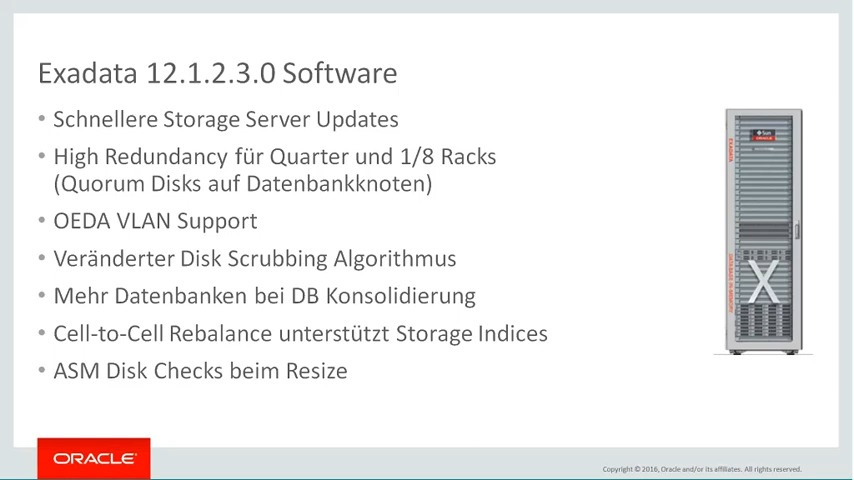 Exadata 12.1.2.3.0 Software
• Schnellere Storage Server Updates
• High Redundancy für Quarter und 1/8 Racks
(Quorum Disks auf Datenbankknoten)
• OEDA VLAN Support
• Veränderter Disk Scrubbing Algorithmus
• Mehr Datenbanken bei DB Konsolidierung
• Cell-to-Cell Rebalance unterstützt Storage Indices
• ASM Disk Checks beim Resize
Sun
EXADATA
X
ORACLE
Copyright © 2016, Oracle and/or its affiliates. All rights reserved.